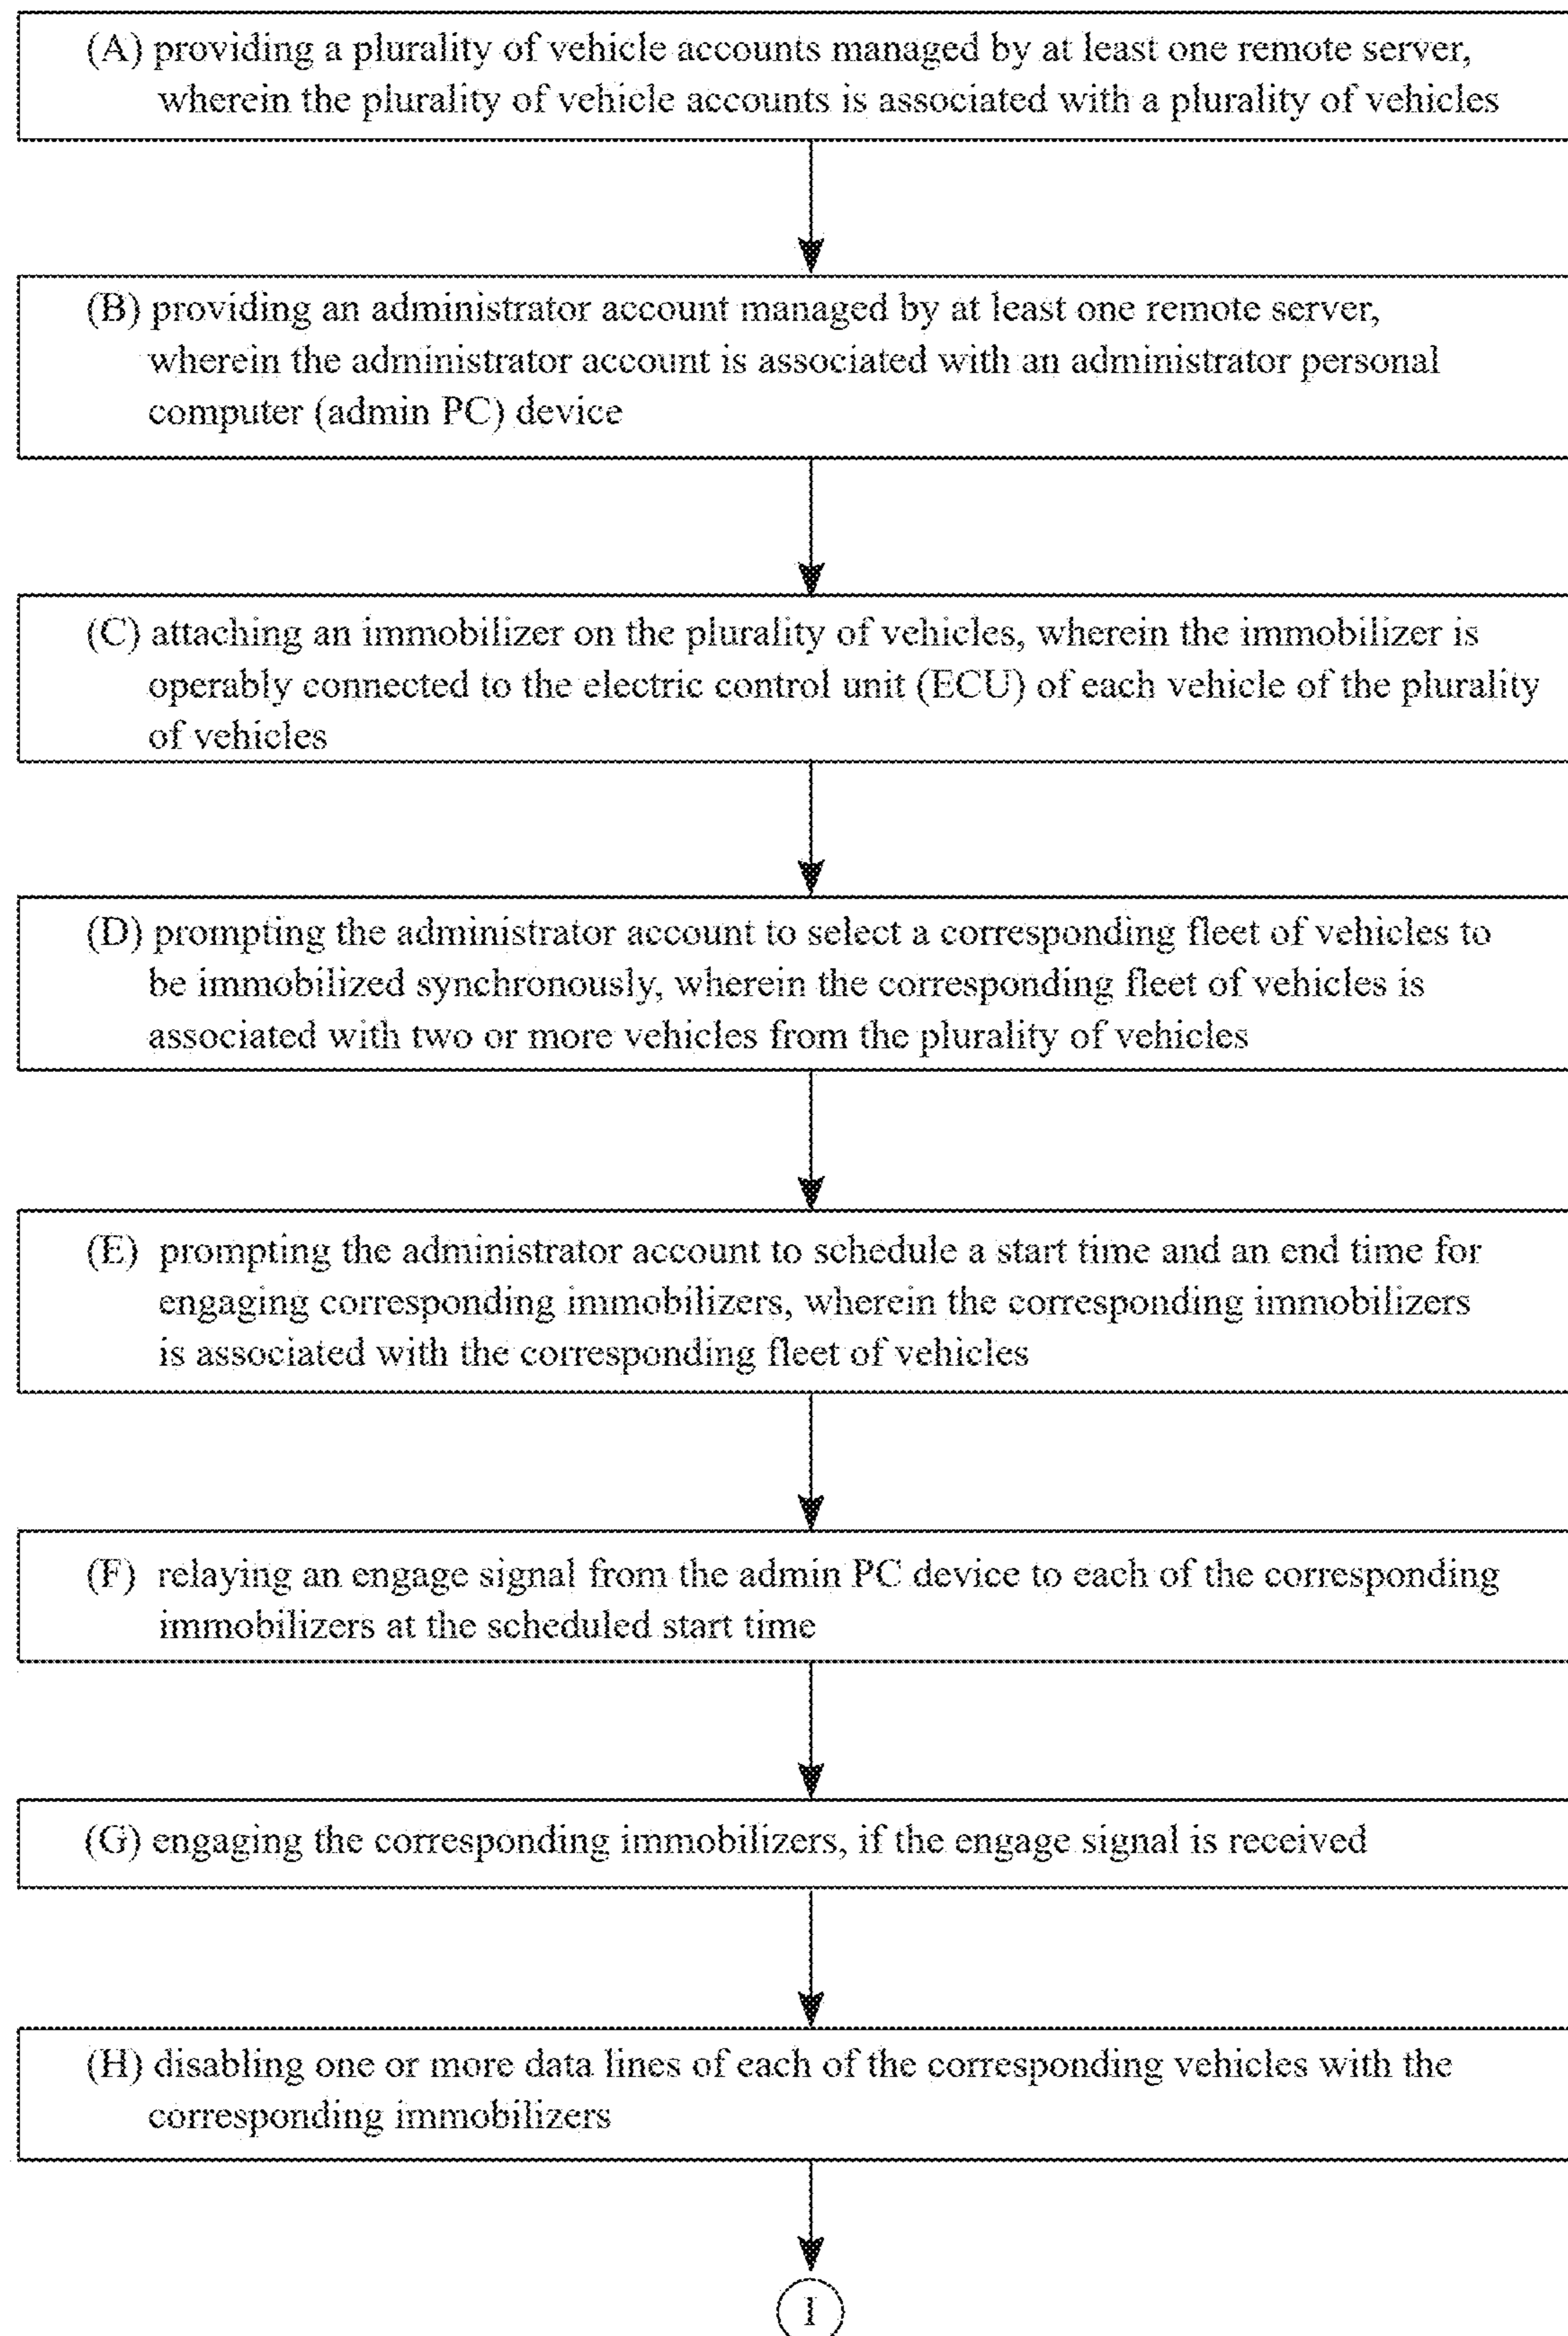 (A) providing a plurality of vehicle accounts managed by at least one remote server,
wherein the plurality of vehicle accounts is associated with a plurality of vehicles
(B) providing an administrator account managed by at least one remote server,
wherein the administrator account is associated with an administrator personal
computer (admin PC) device
(C) attaching an immobilizer on the plurality of vehicles, wherein the immobilizer is
operably connected to the electric control unit (ECU) of each vehicle of the plurality
of vehicles
(D) prompting the administrator account to select a corresponding fleet of vehicles to
be immobilized synchronously, wherein the corresponding fleet of vehicles is
associated with two or more vehicles from the plurality of vehicles
(E) prompting the administrator account to schedule a start time and an end time for
engaging corresponding immobilizers, wherein the corresponding immobilizers
is associated with the corresponding fleet of vehicles
(F) relaying an engage signal from the admin PC device to each of the corresponding
immobilizers at the scheduled start time
(G) engaging the corresponding immobilizers, if the engage signal is received
(H) disabling one or more data lines of each of the corresponding vehicles with the
corresponding immobilizers
I